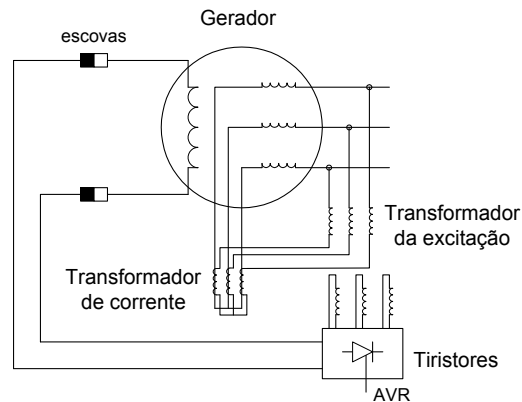 Gerador
escovas
Transformador
da excitação
Transformador
de corrente
Tiristores
AVR